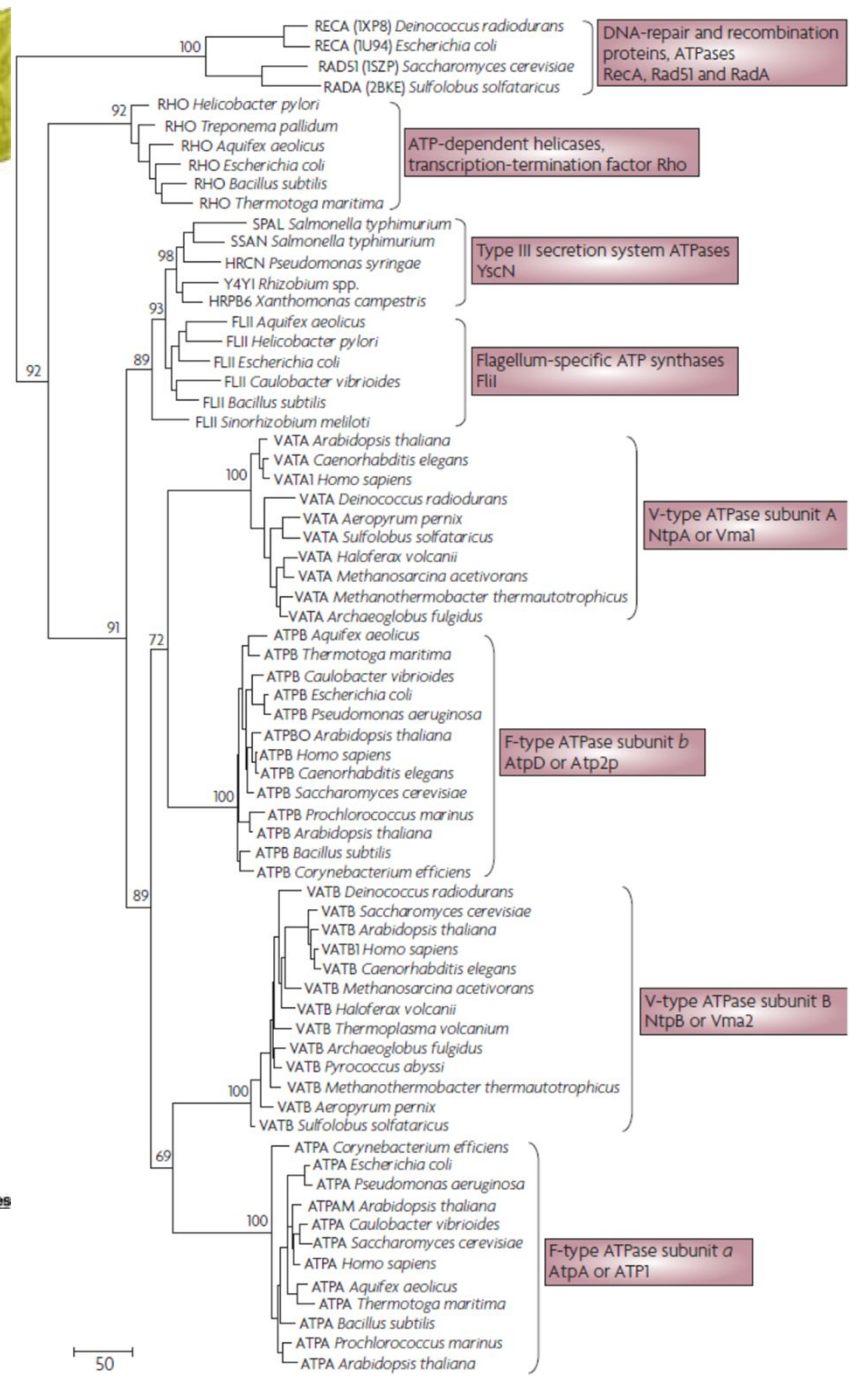 RECA (1XP8) Deinococcus radiodurans
RECA (1U94) Escherichia coli
RAD51 (1SZP) Saccharomyces cerevisiae
RADA (2BKE) Sulfolobus solfataricus
100
DNA-repair and recombination
proteins, ATPases
RecA, Rad51 and RadA
92
RHO Helicobacter pylori
RHO Treponema pallidum
RHO Aquifex aeolicus
RHO Escherichia coli
RHO Bacillus subtilis
RHO Thermotoga maritima
ATP-dependent helicases,
transcription-termination factor Rho
SPAL Salmonella typhimurium
SSAN Salmonella typhimurium
98
HRCN Pseudomonas syringae
Y4YI Rhizobium spp.
HRPB6 Xanthomonas campestris
Type III secretion system ATPases
YscN
93
FLII Aquifex aeolicus
FLII Helicobacter pylori
89
FLII Escherichia coli
FLII Caulobacter vibrioides
FLII Bacillus subtilis
FLII Sinorhizobium meliloti
Flagellum-specific ATP synthases
FliI
92
VATA Arabidopsis thaliana
VATA Caenorhabditis elegans
100
VATA1 Homo sapiens
VATA Deinococcus radiodurans
VATA Aeropyrum pernix
VATA Sulfolobus solfataricus
VATA Haloferax volcanii
VATA Methanosarcina acetivorans
VATA Methanothermobacter thermautotrophicus
VATA Archaeoglobus fulgidus
V-type ATPase subunit A
NtpA or Vma1
91
72
ATPB Aquifex aeolicus
ATPB Thermotoga maritima
ATPB Caulobacter vibrioides
ATPB Escherichia coli
ATPB Pseudomonas aeruginosa
ATPBO Arabidopsis thaliana
ATPB Homo sapiens
ATPB Caenorhabditis elegans
ATPB Saccharomyces cerevisiae
100
ATPB Prochlorococcus marinus
ATPB Arabidopsis thaliana
ATPB Bacillus subtilis
ATPB Corynebacterium efficiens
F-type ATPase subunit b
AtpD or Atp2p
89
VATB Deinococcus radiodurans
VATB Saccharomyces cerevisiae
VATB Arabidopsis thaliana
VATB1 Homo sapiens
VATB Caenorhabditis elegans
VATB Methanosarcina acetivorans
VATB Haloferax volcanii
VATB Thermoplasma volcanium
VATB Archaeoglobus fulgidus
VATB Pyrococcus abyssi
VATB Methanothermobacter thermautotrophicus
100
VATB Aeropyrum pernix
VATB Sulfolobus solfataricus
V-type ATPase subunit B
NtpB or Vma2
69
ATPA Corynebacterium efficiens
ATPA Escherichia coli
ATPA Pseudomonas aeruginosa
ATPAM Arabidopsis thaliana
100
ATPA Caulobacter vibrioides
ATPA Saccharomyces cerevisiae
ATPA Homo sapiens
ATPA Aquifex aeolicus
ATPA Thermotoga maritima
ATPA Bacillus subtilis
ATPA Prochlorococcus marinus
ATPA Arabidopsis thaliana
F-type ATPase subunit a
AtpA or ATP1
50